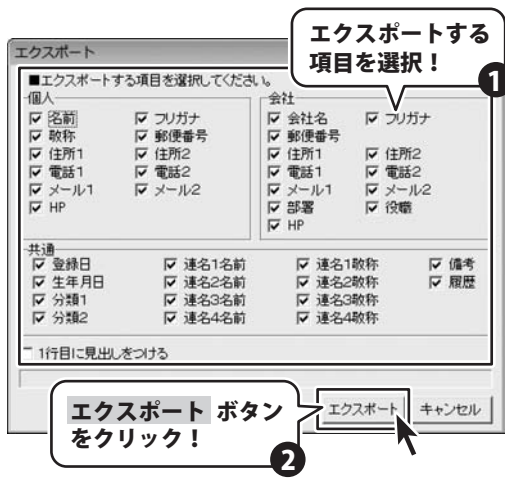 エクスポートする
項目を選択！
1
エクスポート
■エクスポートする項目を選択してください。
個人
名前 フリガナ
敬称 郵便番号
住所1 住所2
電話1 電話2
メール1 メール2
HP
会社
会社名 フリガナ
郵便番号
住所1 住所2
電話1 電話2
メール1 メール2
部署 役職
HP
共通
登録日 連名1名前 連名1敬称 備考
生年月日 連名2名前 連名2敬称 履歴
分類1 連名3名前 連名3敬称
分類2 連名4名前 連名4敬称
1行目に見出しをつける
エクスポート キャンセル
エクスポート ボタン
をクリック！
2